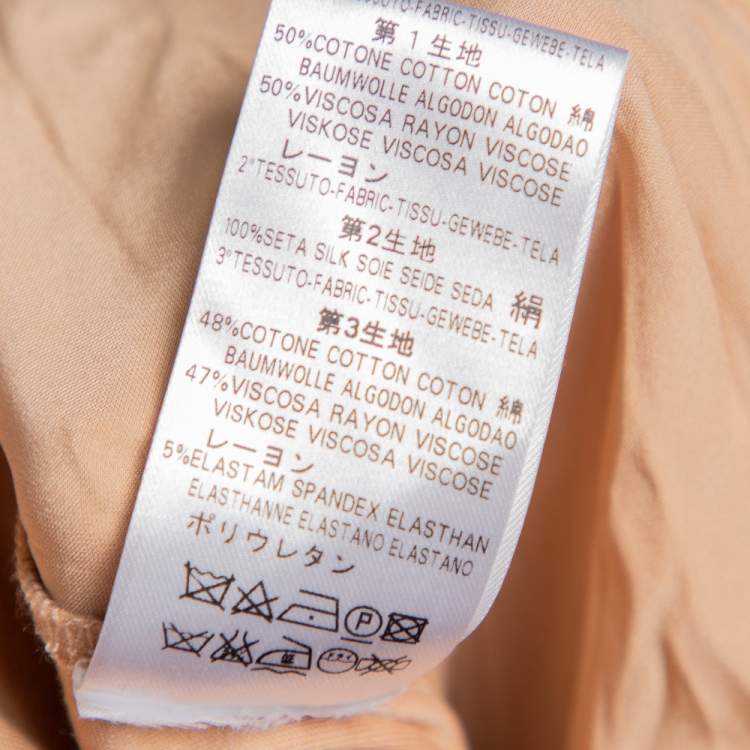 TESSUTO-FABRIC-TISSU-GEWEBE-TELA
第1生地
50%COTONE COTTON COTON 綿
BAUMWOLLE ALGODON ALGODAO
50%VISCOSA RAYON VISCOSE
VISKOSE VISCOSA VISCOSE
レーヨン
2°TESSUTO-FABRIC-TISSU-GEWEBE-TELA
第2生地
100%SETA SILK SOIE SEIDE SEDA 絹
3°TESSUTO-FABRIC-TISSU-GEWEBE-TELA
第3生地
48%COTONE COTTON COTON 綿
BAUMWOLLE ALGODON ALGODAO
47%VISCOSA RAYON VISCOSE
VISKOSE VISCOSA VISCOSE
レーヨン
5%ELASTAM SPANDEX ELASTHAN
ELASTHANNE ELASTANO ELASTANO
ポリウレタン
P